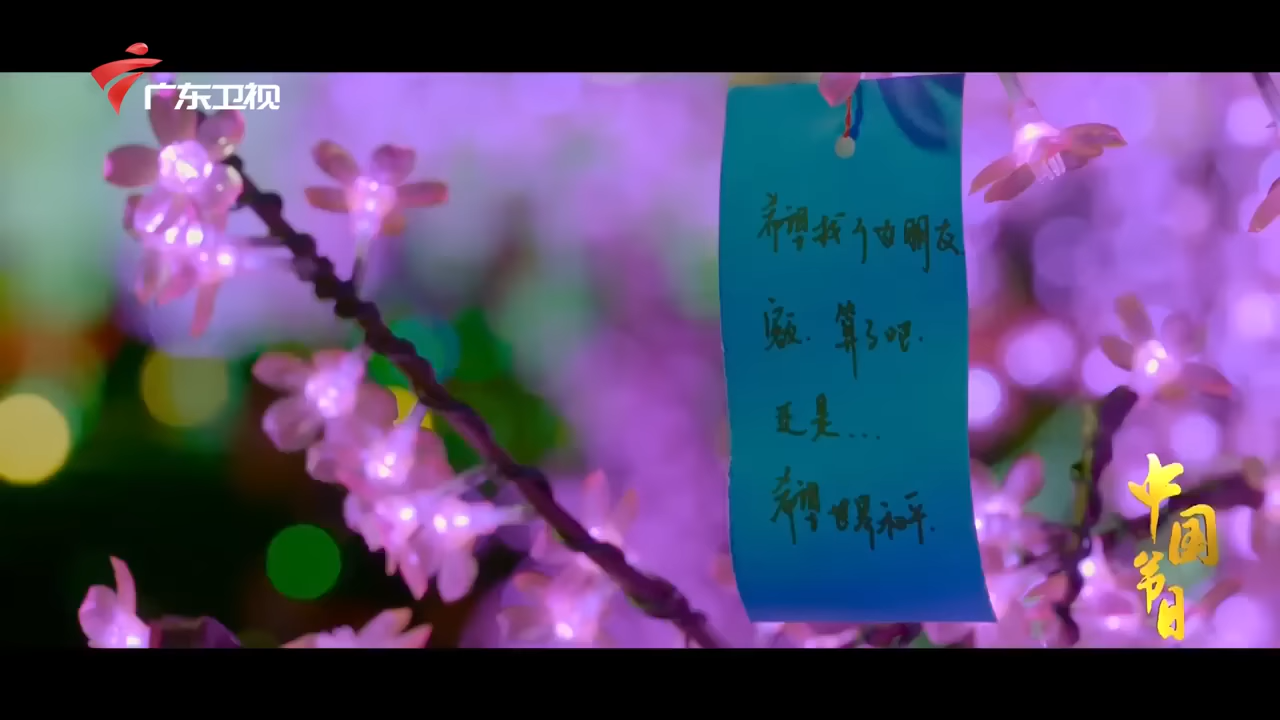 广东卫视
希望找个女朋友
算了吧.
还是...
希望世界和平.
中国节日